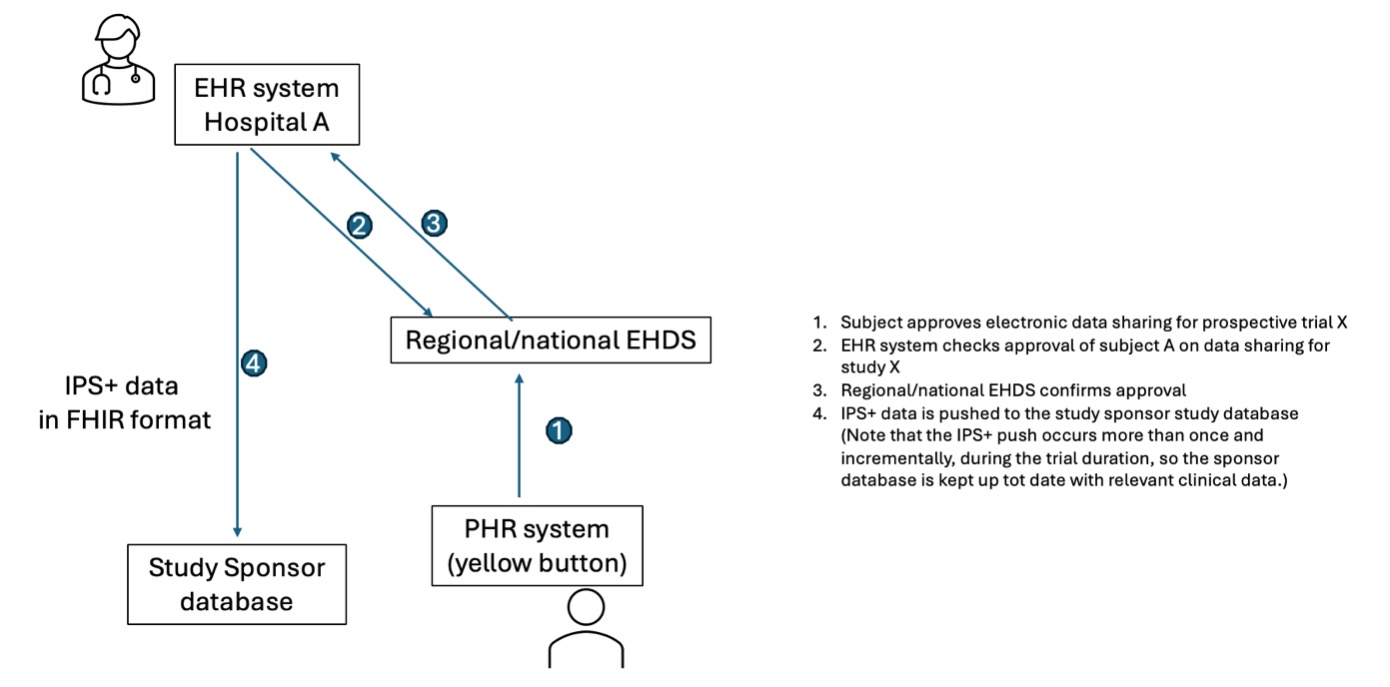 EHR system
Hospital A
2
3
Regional/national EHDS
4
IPS+ data
in FHIR format
1
PHR system
(yellow button)
Study Sponsor
database
1. Subject approves electronic data sharing for prospective trial X
2. EHR system checks approval of subject A on data sharing for
study X
3. Regional/national EHDS confirms approval
4. IPS+ data is pushed to the study sponsor study database
(Note that the IPS+ push occurs more than once and
incrementally, during the trial duration, so the sponsor
database is kept up tot date with relevant clinical data.)